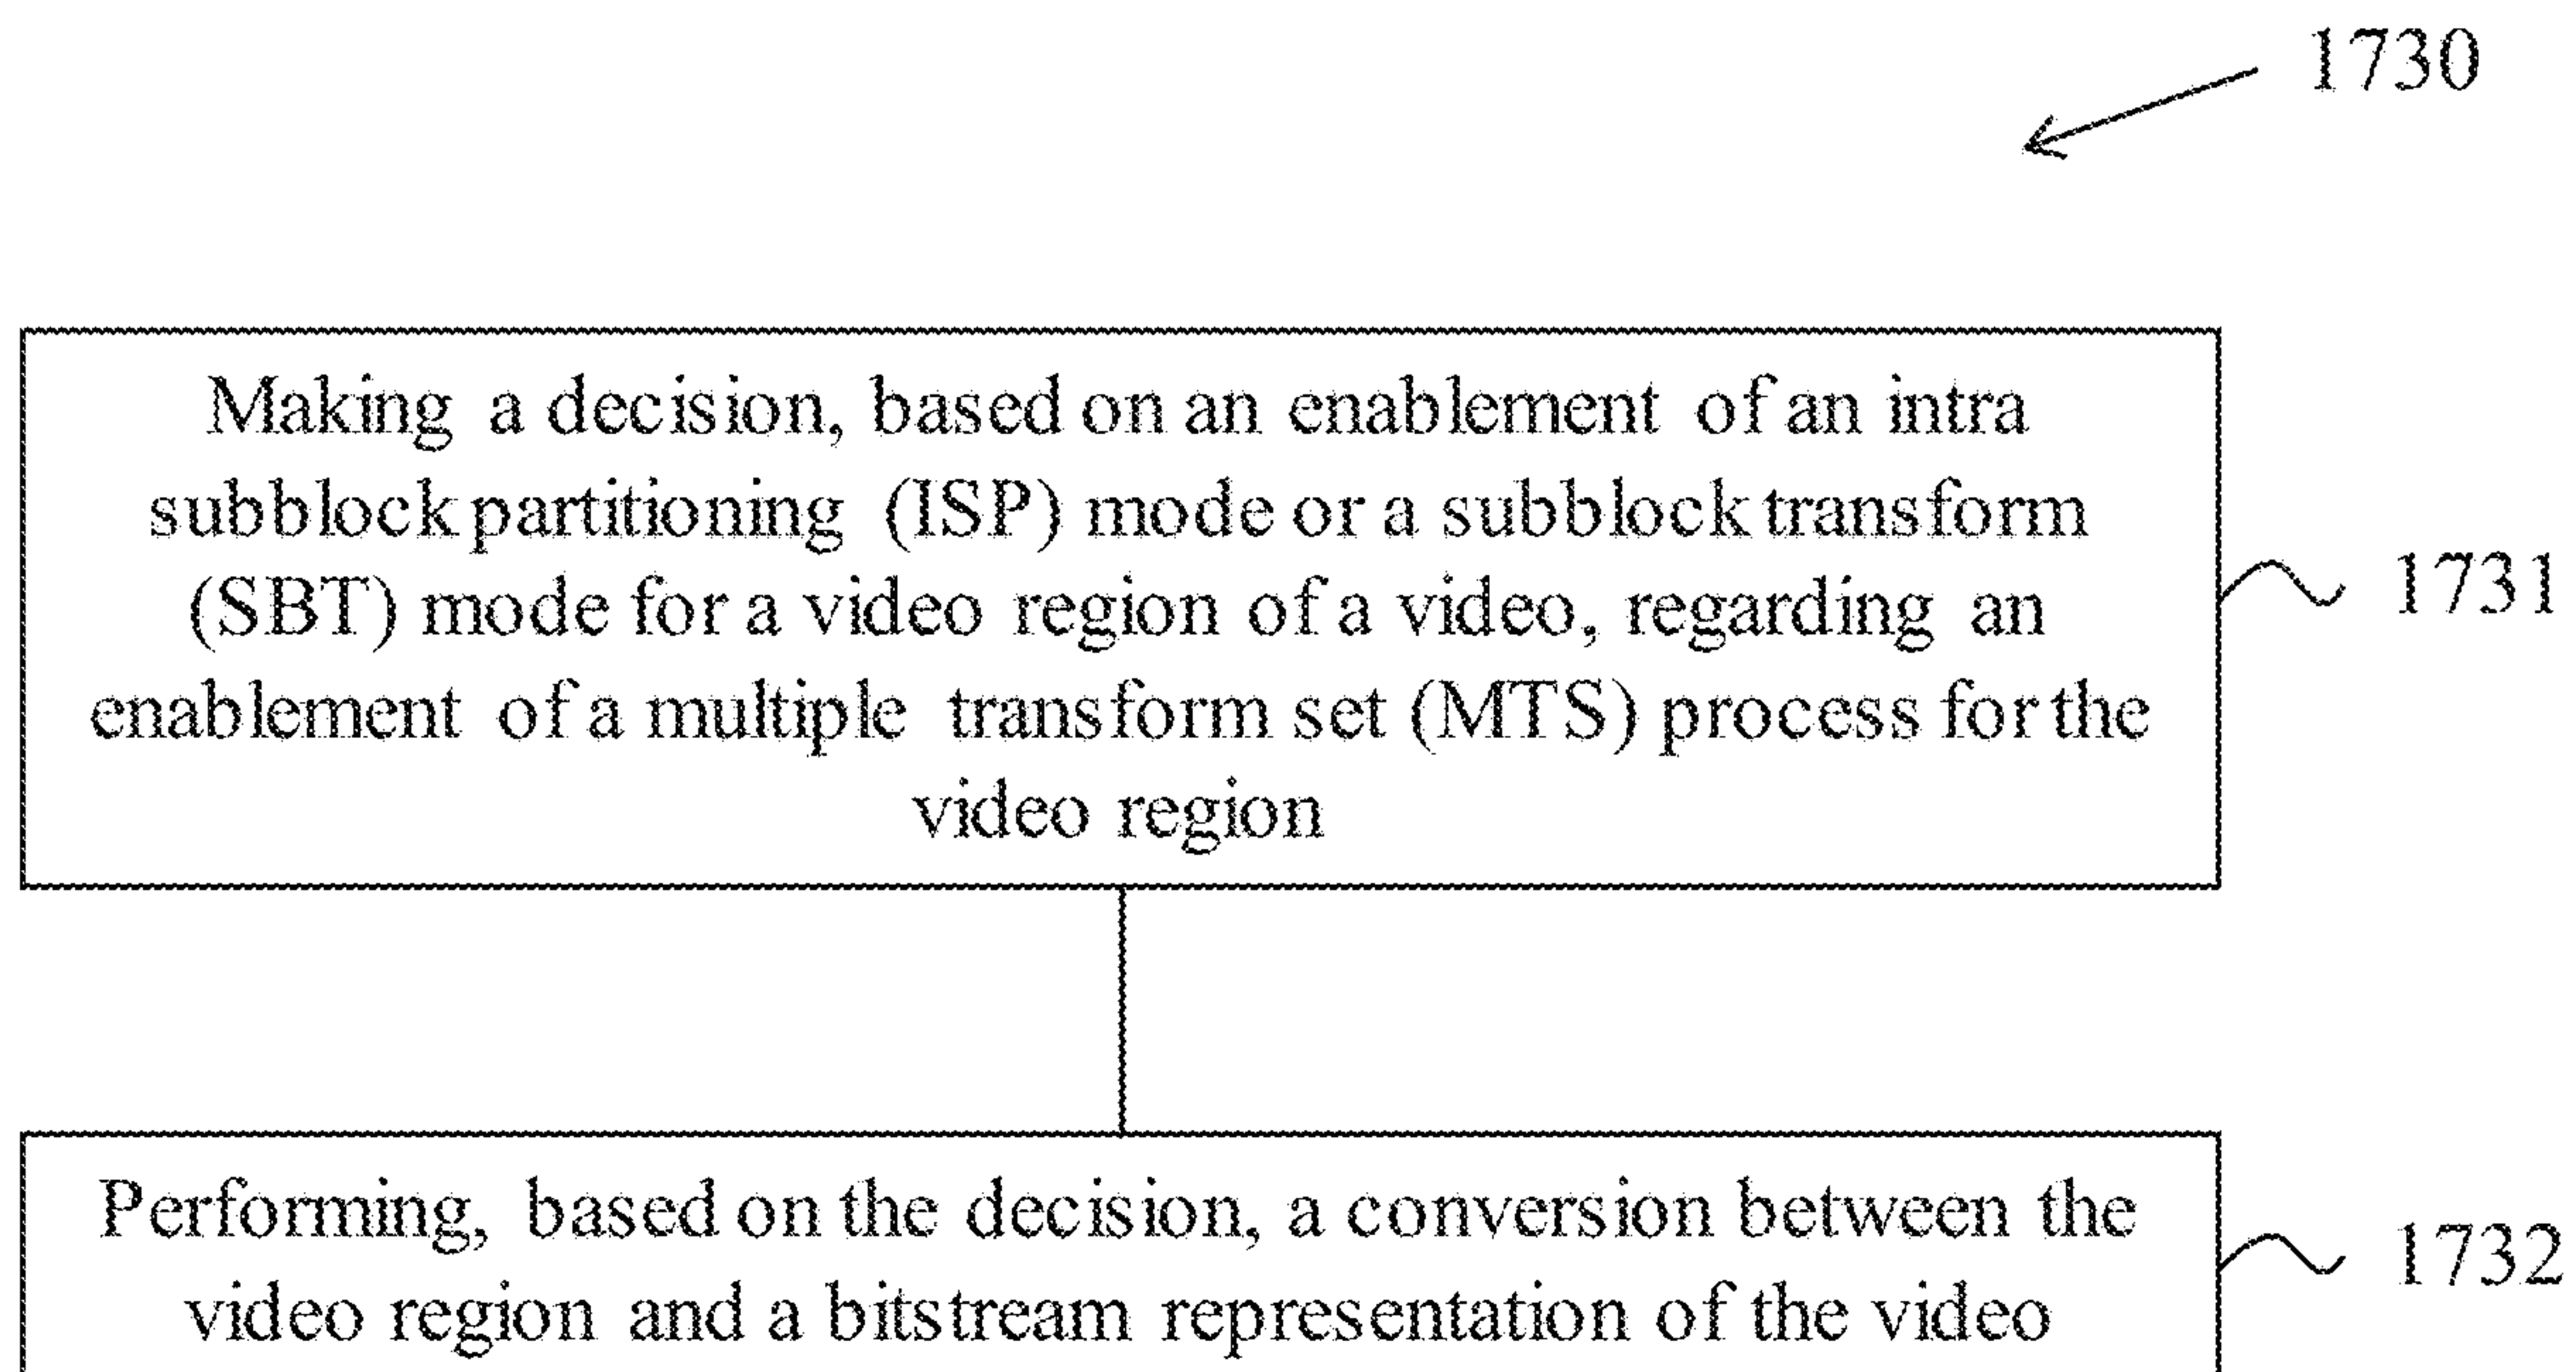 1730
Making a decision, based on an enablement of an intra
subblock partitioning (ISP) mode or a subblock transform
(SBT) mode for a video region of a video, regarding an
enablement of a multiple transform set (MTS) process for the
video region
1731
Performing, based on the decision, a conversion between the
video region and a bitstream representation of the video
1732